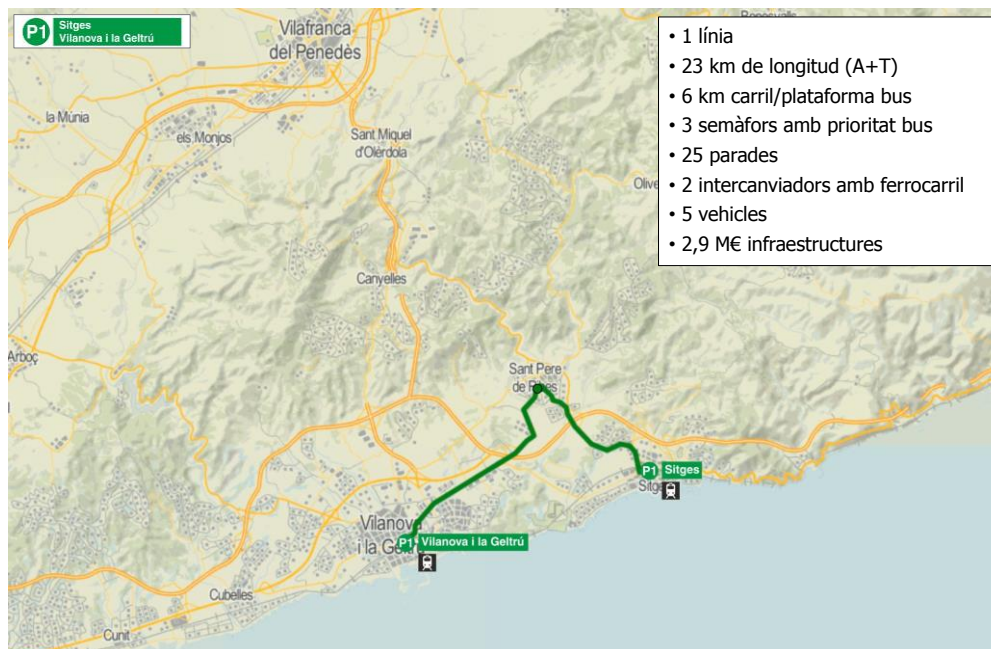 P1
Sitges
Vilanova i la Geltrú
• 1 línia
• 23 km de longitud (A+T)
• 6 km carril/plataforma bus
• 3 semàfors amb prioritat bus
• 25 parades
• 2 intercanviadors amb ferrocarril
• 5 vehicles
• 2,9 M€ infraestructures
Vilafranca
del Penedès
la Múnia
els Monjos
Sant Miquel
d'Olèrdola
Canyelles
Arboç
Sant Pere
de Ribes
P1 Sitges
Sitges
Vilanova
i la Geltrú
P1 Vilanova i la Geltrú
Cubelles
Cunit